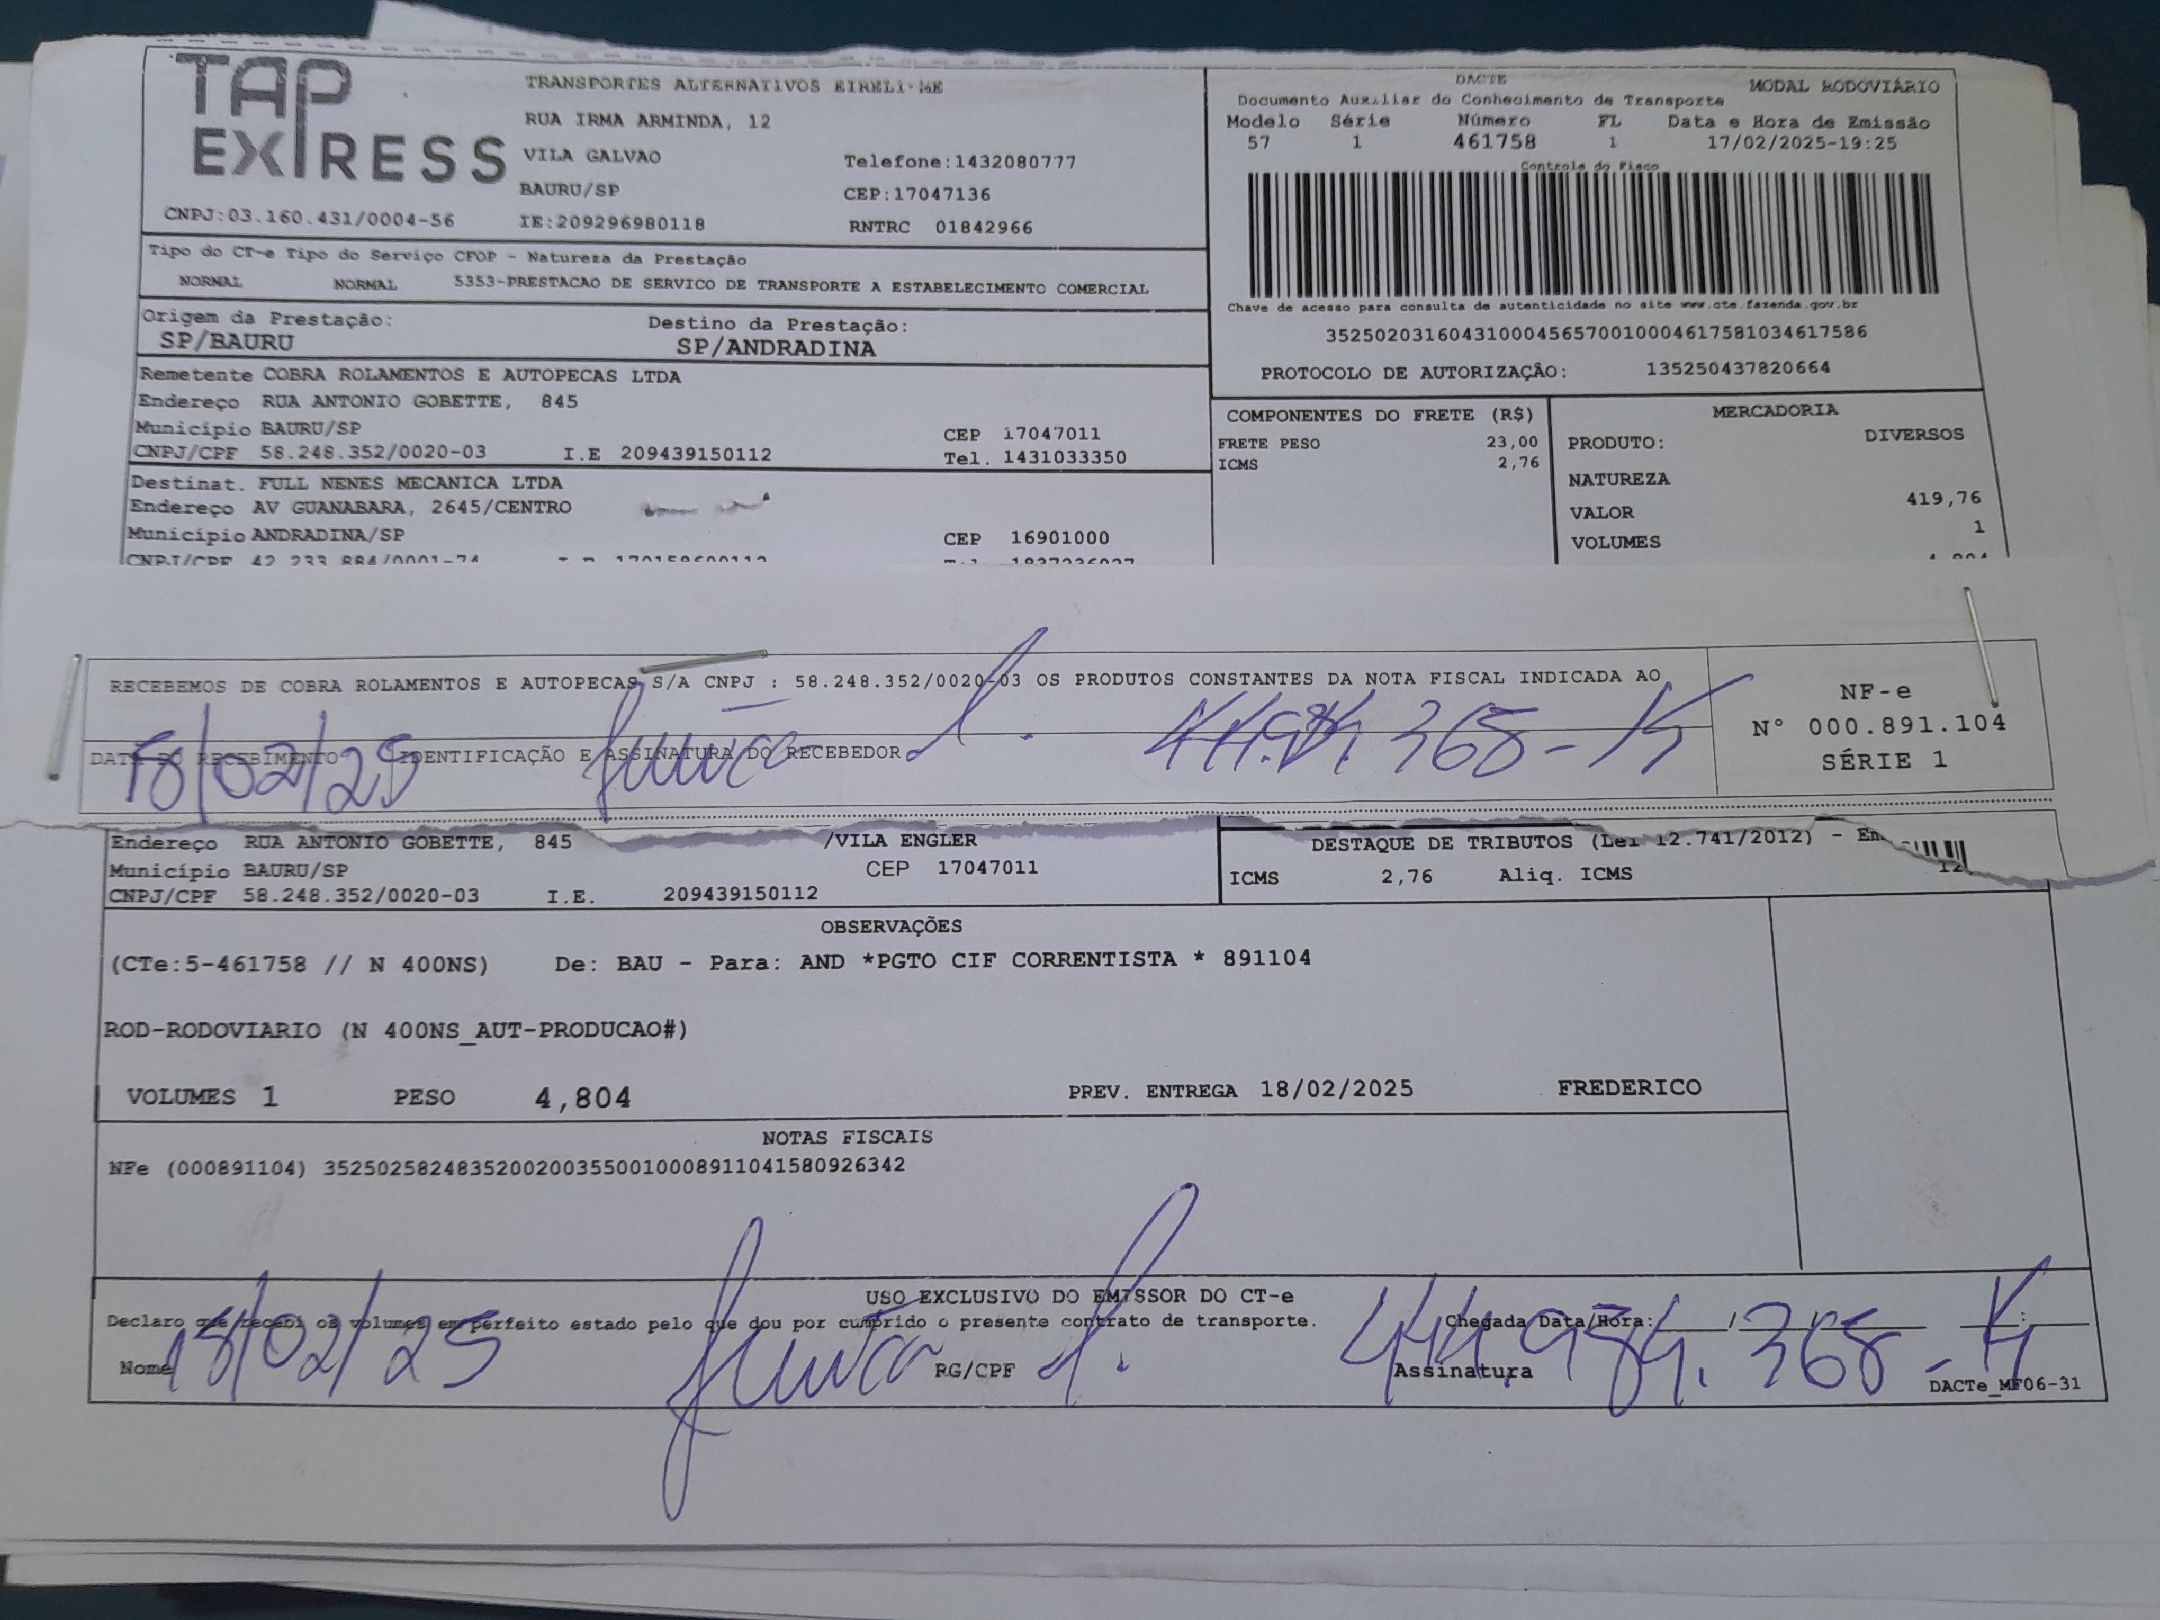 TAP EXPRESS
TRANSPORTES ALTERNATIVOS EIRELI-ME
RUA IRMA ARMINDA, 12
VILA GALVAO Telefone:1432080777
BAURU/SP CEP:17047136
CNPJ:03.160.431/0004-56 IE:209296980118 RNTRC 01842966
DACTE MODAL RODOVIÁRIO
Documento Auxiliar do Conhecimento de Transporte
Modelo Série Número FL Data e Hora de Emissão
57 1 461758 1 17/02/2025-19:25
Controle do Fisco
Chave de acesso para consulta de autenticidade no site www.cte.fazenda.gov.br
35250203160431000456570010004617581034617586
PROTOCOLO DE AUTORIZAÇÃO: 135250437820664
Tipo do CT-e Tipo do Serviço CFOP - Natureza da Prestação
NORMAL NORMAL 5353-PRESTACAO DE SERVICO DE TRANSPORTE A ESTABELECIMENTO COMERCIAL
Origem da Prestação: Destino da Prestação:
SP/BAURU SP/ANDRADINA
Remetente COBRA ROLAMENTOS E AUTOPECAS LTDA
Endereço RUA ANTONIO GOBETTE, 845
Município BAURU/SP CEP 17047011
CNPJ/CPF 58.248.352/0020-03 I.E 209439150112 Tel. 1431033350
Destinat. FULL NENES MECANICA LTDA
Endereço AV GUANABARA, 2645/CENTRO
Município ANDRADINA/SP CEP 16901000
CNPJ/CPF 42.233.884/0001-74
COMPONENTES DO FRETE (R$)
FRETE PESO 23,00
ICMS 2,76
MERCADORIA
PRODUTO: DIVERSOS
NATUREZA
VALOR 419,76
VOLUMES 1
RECEBEMOS DE COBRA ROLAMENTOS E AUTOPECAS S/A CNPJ : 58.248.352/0020-03 OS PRODUTOS CONSTANTES DA NOTA FISCAL INDICADA AO
DATA DO RECEBIMENTO IDENTIFICAÇÃO E ASSINATURA DO RECEBEDOR
18/02/25
NF-e
N° 000.891.104
SÉRIE 1
Endereço RUA ANTONIO GOBETTE, 845 /VILA ENGLER
Município BAURU/SP CEP 17047011
CNPJ/CPF 58.248.352/0020-03 I.E. 209439150112
DESTAQUE DE TRIBUTOS (Lei 12.741/2012) - Em
ICMS 2,76 Aliq. ICMS 12
OBSERVAÇÕES
(CTe:5-461758 // N 400NS) De: BAU - Para: AND *PGTO CIF CORRENTISTA * 891104
ROD-RODOVIARIO (N 400NS_AUT-PRODUCAO#)
VOLUMES 1 PESO 4,804 PREV. ENTREGA 18/02/2025 FREDERICO
NOTAS FISCAIS
NFe (000891104) 35250258248352002003550010008911041580926342
USO EXCLUSIVO DO EMISSOR DO CT-e
Declaro que recebi os volumes em perfeito estado pelo que dou por cumprido o presente contrato de transporte. Chegada Data/Hora:
Nome RG/CPF Assinatura
18/02/25
DACTe_MF06-31